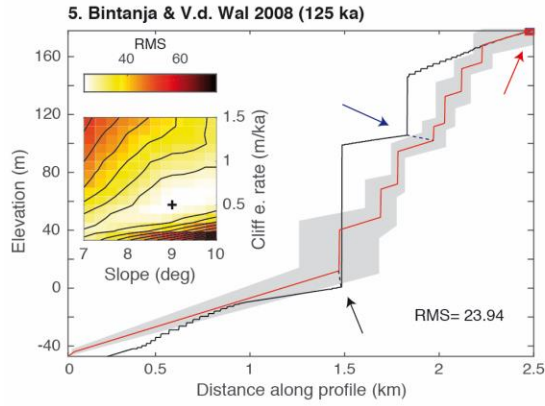 5. Bintanja & V.d. Wal 2008 (125 ka)
RMS
40 60
160
120
80
40
0
-40
Elevation (m)
1.5
1
0.5
Cliff e. rate (m/ka)
7 8 9 10
Slope (deg)
RMS= 23.94
0 0.5 1 1.5 2 2.5
Distance along profile (km)